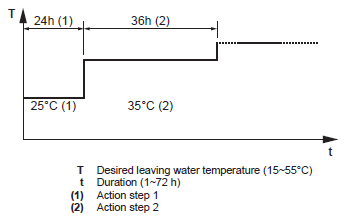 T
24h (1) 36h (2)
25°C (1) 35°C (2)
t
T Desired leaving water temperature (15~55°C)
t Duration (1~72 h)
(1) Action step 1
(2) Action step 2